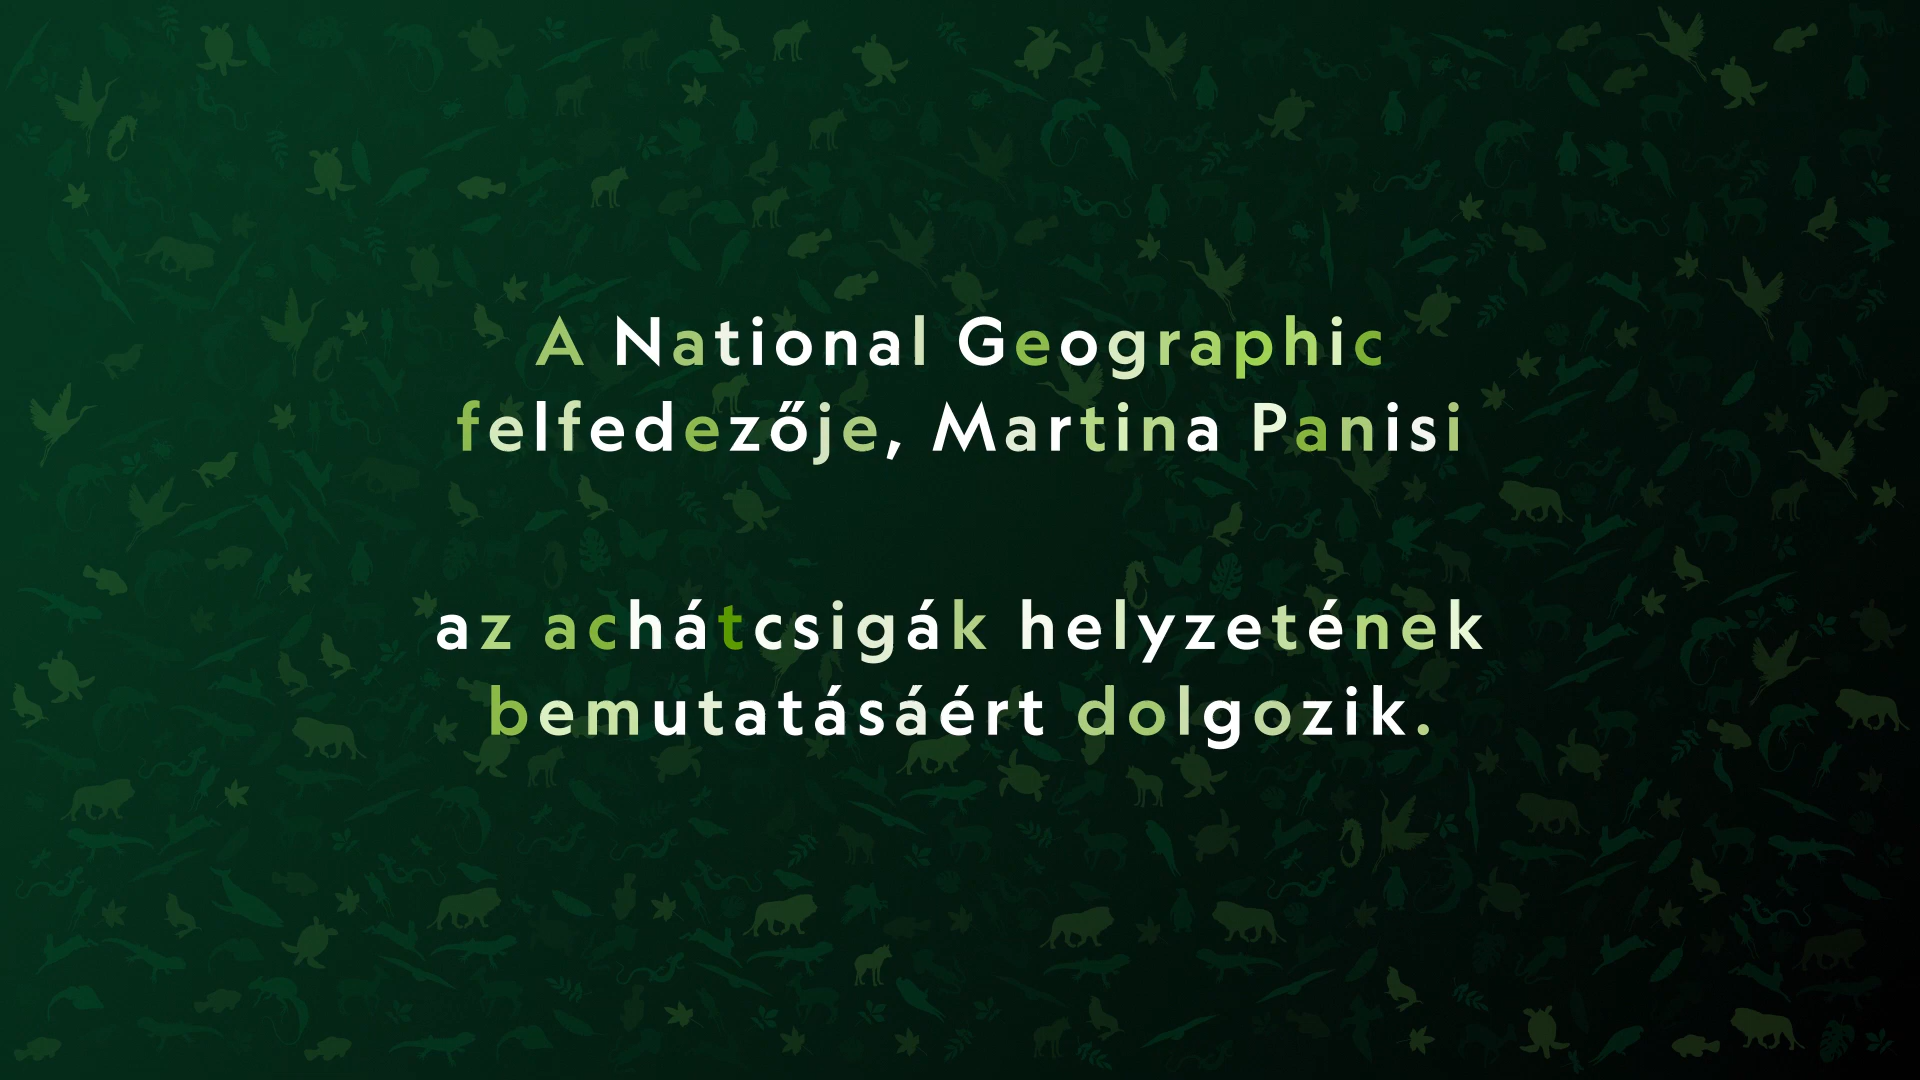 A National Geographic
felfedezője, Martina Panisi
az achátcsigák helyzetének
bemutatásáért dolgozik.